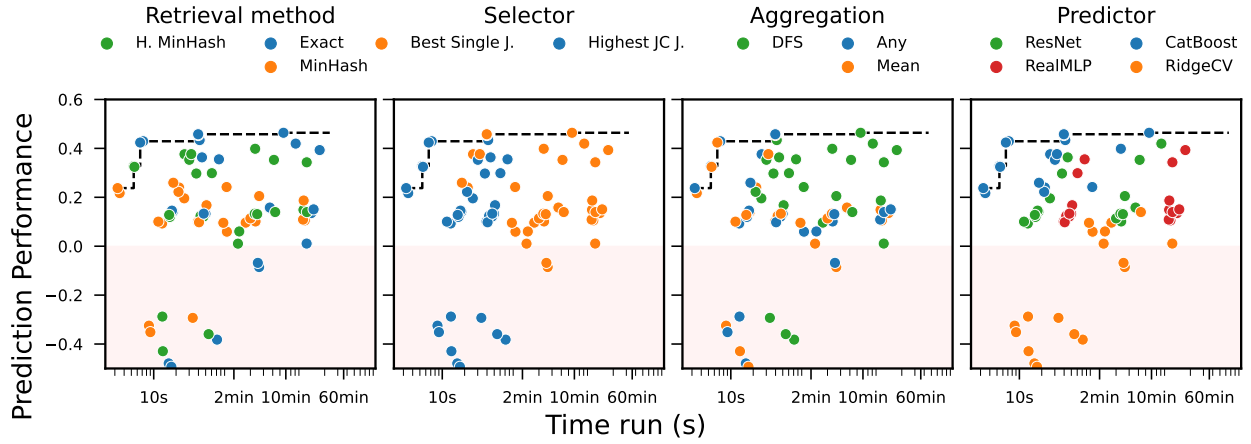 Retrieval method
H. MinHash
Exact
MinHash
Selector
Best Single J.
Highest JC J.
Aggregation
DFS
Any
Mean
Predictor
ResNet
CatBoost
RealMLP
RidgeCV
Prediction Performance
0.6
0.4
0.2
0.0
−0.2
−0.4
10s
2min
10min
60min
10s
2min
10min
60min
10s
2min
10min
60min
10s
2min
10min
60min
Time run (s)